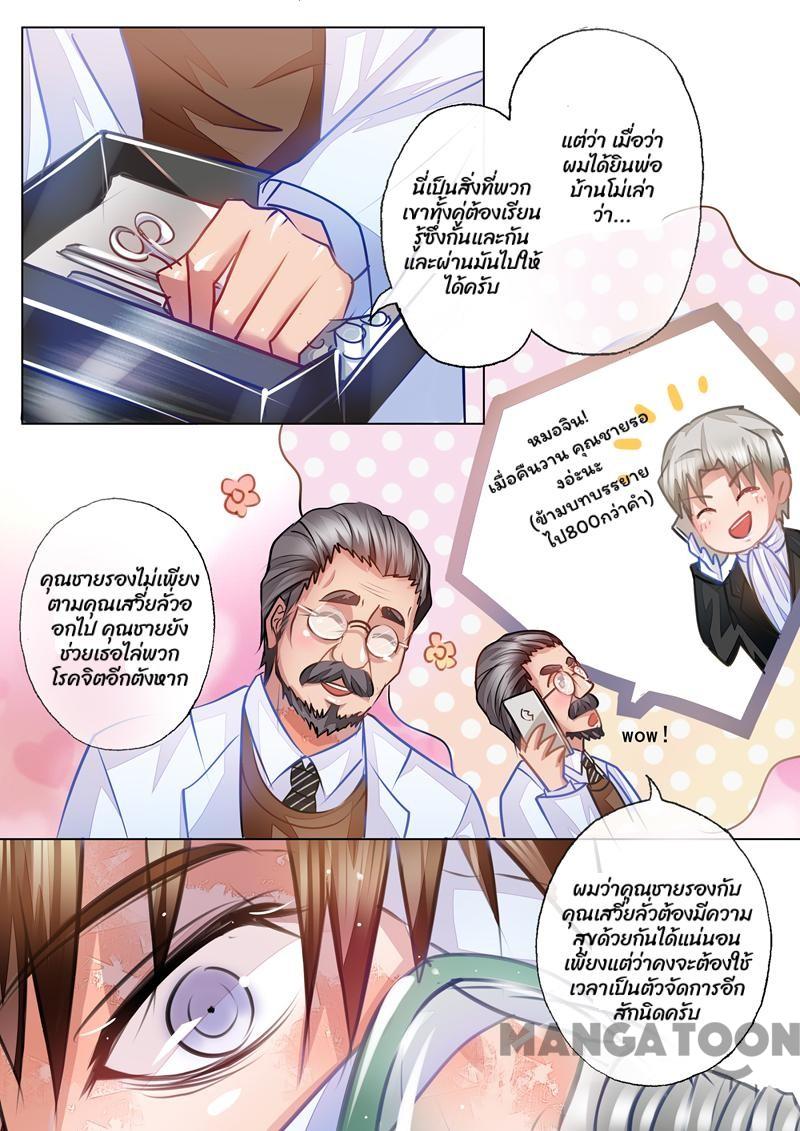 นี่เป็นสิ่งที่พวก
เขาทั้งคู่ต้องเรียน
รู้ซึ่งกันและกัน
และผ่านมันไปให้
ได้ครับ
แต่ว่า เมื่อว่า
ผมได้ยินพ่อ
บ้านโม่เล่า
ว่า...
หมอจิน!
เมื่อคืนวาน คุณชายรอ
งอ่ะนะ
(ข้ามบทบรรยาย
ไป800กว่าคำ)
wow!
คุณชายรองไม่เพียง
ตามคุณเสวี่ยลั่วอ
อกไป คุณชายยัง
ช่วยเธอไล่พวก
โรคจิตอีกตังหาก
ผมว่าคุณชายรองกับ
คุณเสวี่ยลั่วต้องมีความ
สุขด้วยกันได้แน่นอน
เพียงแต่ว่าคงจะต้องใช้
เวลาเป็นตัวจัดการอีก
สักนิดครับ
MANGATOON